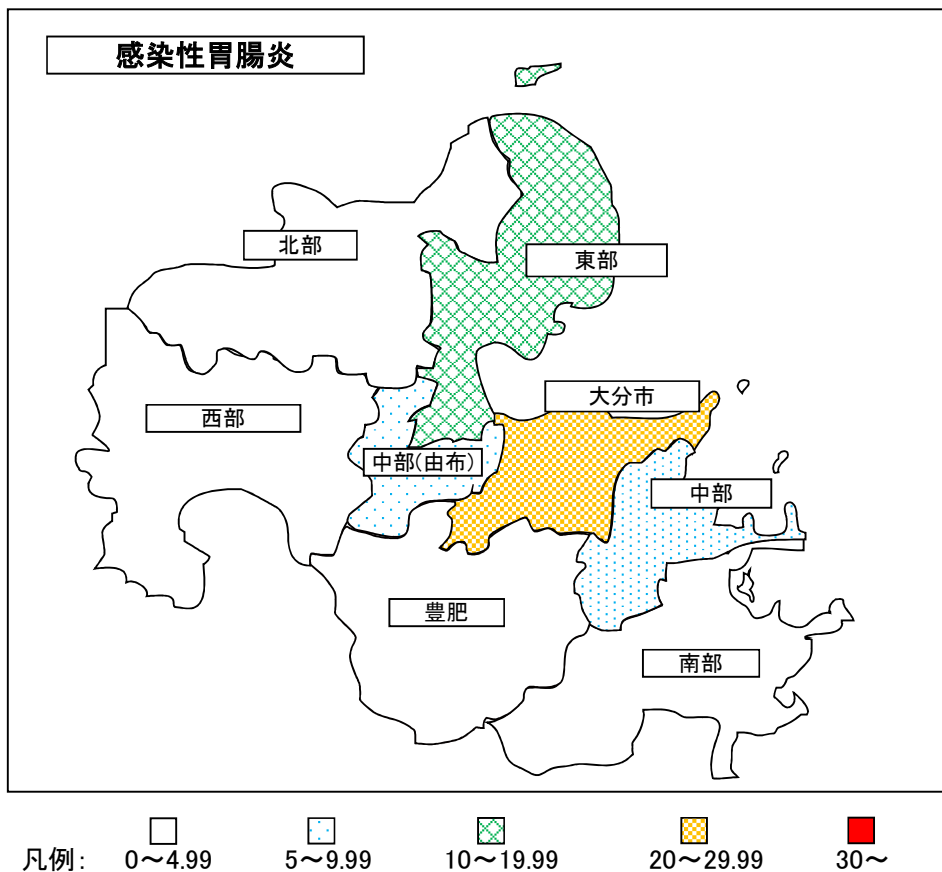 感染性胃腸炎
北部
東部
大分市
西部
中部(由布)
中部
豊肥
南部
凡例: 0～4.99 5～9.99 10～19.99 20～29.99 30～